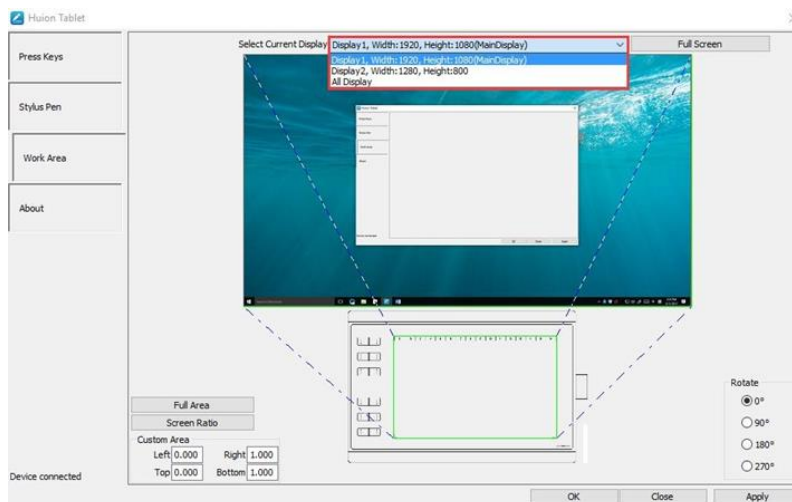 Huion Tablet
Press Keys
Stylus Pen
Work Area
About
Device connected
Select Current Display
Display1, Width:1920, Height:1080(MainDisplay)
Full Screen
Display1, Width:1920, Height:1080(MainDisplay)
Display2, Width:1280, Height:800
All Display
Full Area
Screen Ratio
Custom Area
Left 0.000 Right 1.000
Top 0.000 Bottom 1.000
Rotate
0°
90°
180°
270°
OK Close Apply